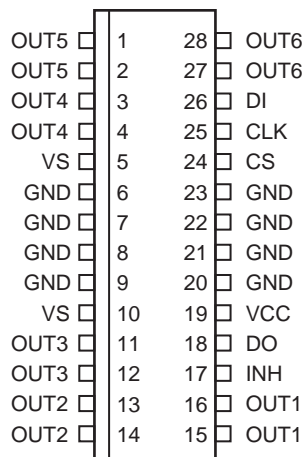 OUT5 1 28 OUT6
OUT5 2 27 OUT6
OUT4 3 26 DI
OUT4 4 25 CLK
VS 5 24 CS
GND 6 23 GND
GND 7 22 GND
GND 8 21 GND
GND 9 20 GND
VS 10 19 VCC
OUT3 11 18 DO
OUT3 12 17 INH
OUT2 13 16 OUT1
OUT2 14 15 OUT1